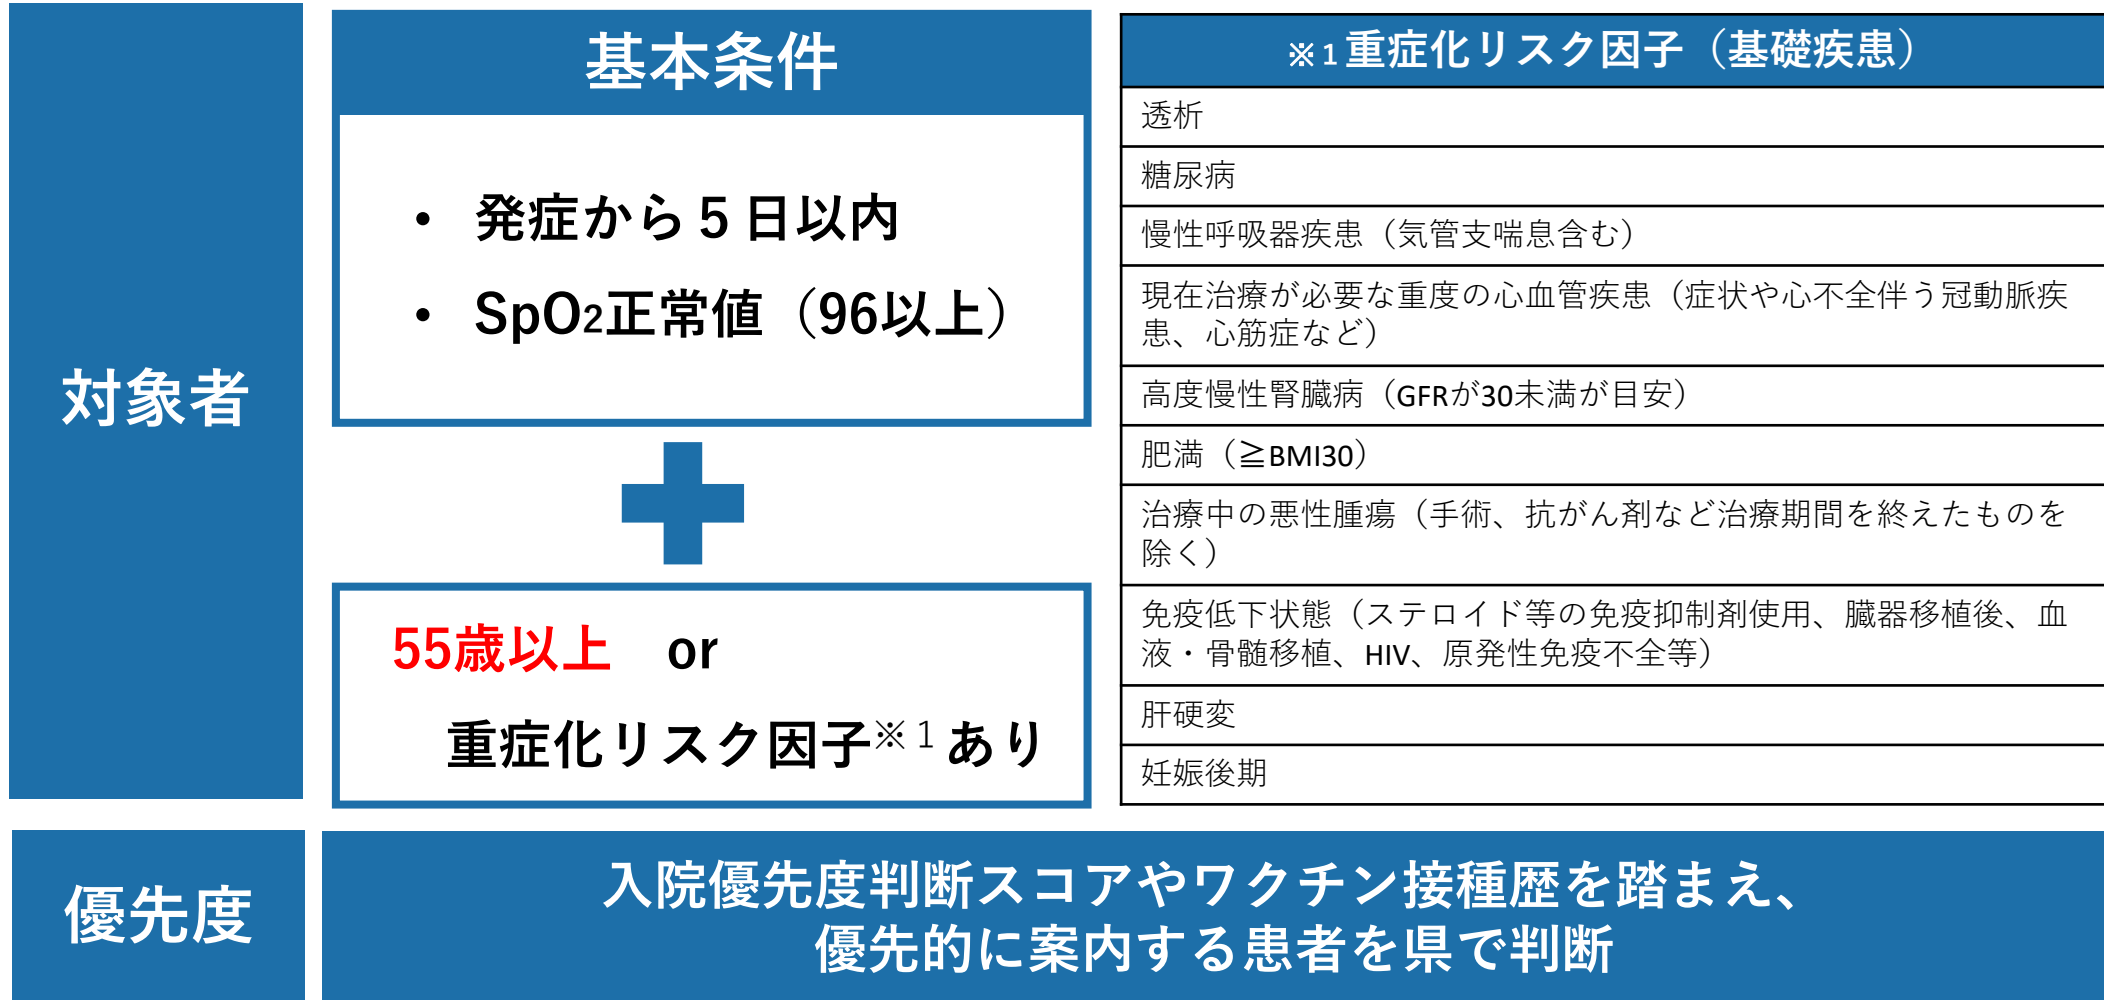 対象者
基本条件
・ 発症から５日以内
・ SpO2正常値（96以上）
55歳以上　or
重症化リスク因子※１あり
※1重症化リスク因子（基礎疾患）
透析
糖尿病
慢性呼吸器疾患（気管支喘息含む）
現在治療が必要な重度の心血管疾患（症状や心不全伴う冠動脈疾
患、心筋症など）
高度慢性腎臓病（GFRが30未満が目安）
肥満（≧BMI30）
治療中の悪性腫瘍（手術、抗がん剤など治療期間を終えたものを
除く）
免疫低下状態（ステロイド等の免疫抑制剤使用、臓器移植後、血
液・骨髄移植、HIV、原発性免疫不全等）
肝硬変
妊娠後期
優先度
入院優先度判断スコアやワクチン接種歴を踏まえ、
優先的に案内する患者を県で判断